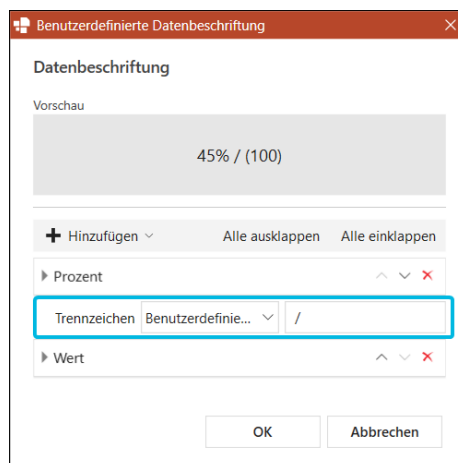 Benutzerdefinierte Datenbeschriftung
Datenbeschriftung
Vorschau
45% / (100)
Hinzufügen Alle ausklappen Alle einklappen
Prozent
Trennzeichen Benutzerdefinie... /
Wert
OK Abbrechen